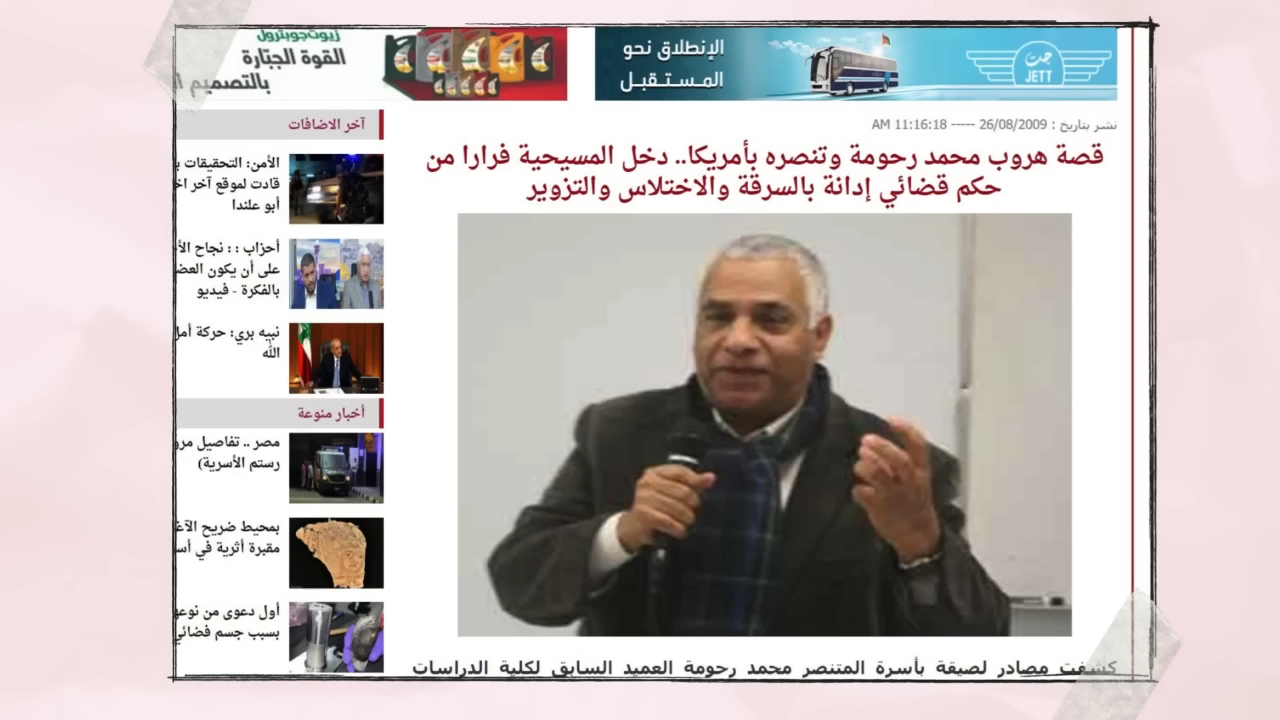 زيوت جوبترول
القوة الجبارة
بالتصميم
الإنطلاق نحو
المستقبل
جت
JETT
نشر بتاريخ : 26/08/2009 ----- 11:16:18 AM
قصة هروب محمد رحومة وتنصره بأمريكا.. دخل المسيحية فرارا من
حكم قضائي إدانة بالسرقة والاختلاس والتزوير
كشفت مصادر لصيقة بأسرة المتنصر محمد رحومة العميد السابق لكلية الدراسات
آخر الاضافات
الأمن: التحقيقات
قادت لموقع آخر
أبو علندا
أحزاب : : نجاح
على أن يكون
بالفكرة - فيديو
نبيه بري: حركة أمل
الله
أخبار منوعة
مصر .. تفاصيل
رستم الأسرية)
بمحيط ضريح
مقبرة أثرية في
أول دعوى من
بسبب جسم فضائي